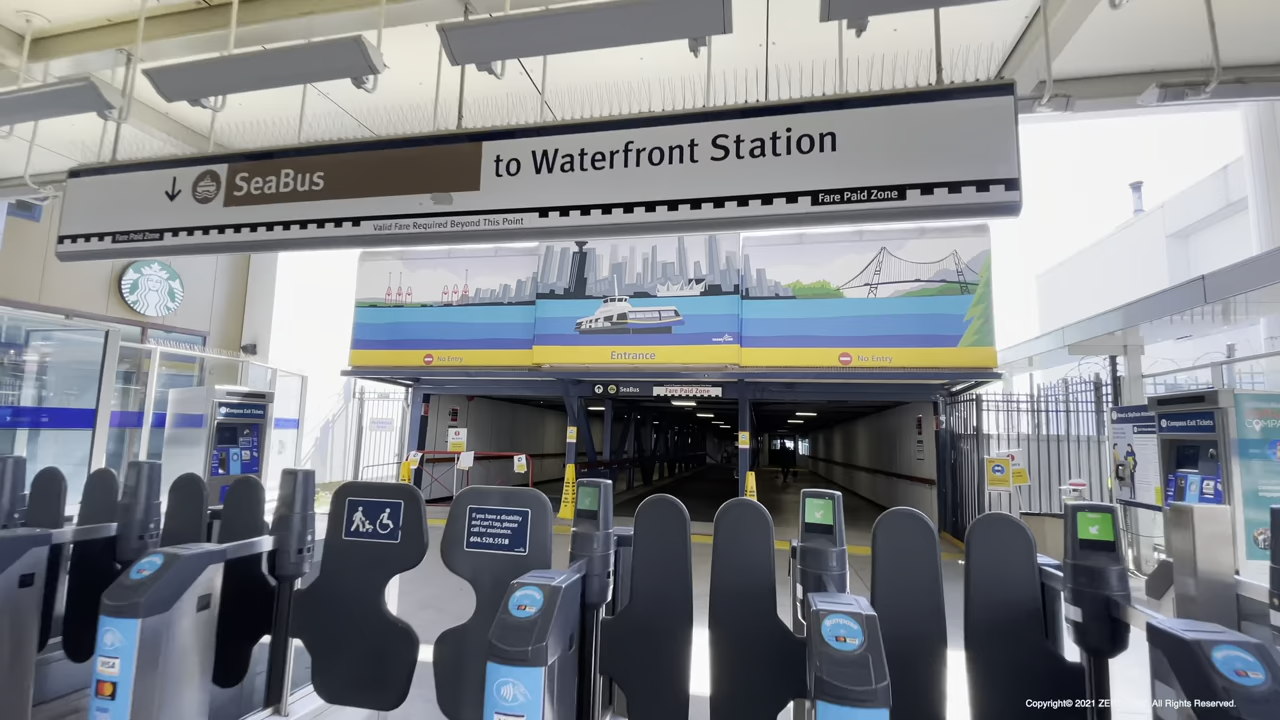 SeaBus to Waterfront Station
Fare Paid Zone
Valid Fare Required Beyond This Point
Fare Paid Zone
No Entry
Entrance
No Entry
SeaBus
Fare Paid Zone
Compass Exit Tickets
Compass Exit Tickets
If you have a disability
and can't tap, please
call for assistance.
604.520.5518
VISA
Copyright© 2021 ZE
All Rights Reserved.